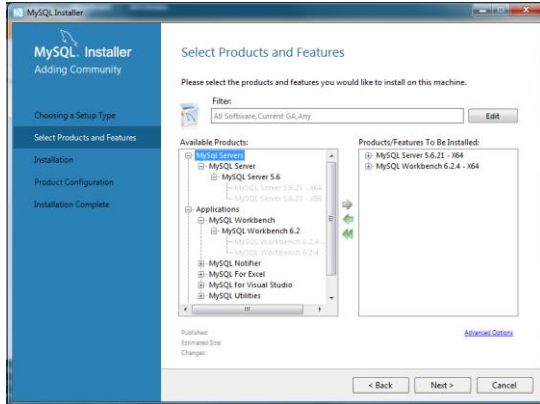 MySQL Installer
MySQL. Installer
Adding Community
Choosing a Setup Type
Select Products and Features
Installation
Product Configuration
Installation Complete
Select Products and Features
Please select the products and features you would like to install on this machine.
Filter:
All Software,Current GA,Any
Edit
Available Products:
MySql Servers
MySQL Server
MySQL Server 5.6
MySQL Server 5.6.21 - X64
MySQL Server 5.6.21 - X86
Applications
MySQL Workbench
MySQL Workbench 6.2
MySQL Workbench 6.2.4 -
MySQL Workbench 6.2.4 -
MySQL Notifier
MySQL For Excel
MySQL for Visual Studio
MySQL Utilities
Products/Features To Be Installed:
MySQL Server 5.6.21 - X64
MySQL Workbench 6.2.4 - X64
Published:
Estimated Size:
Changes:
Advanced Options
< Back
Next >
Cancel